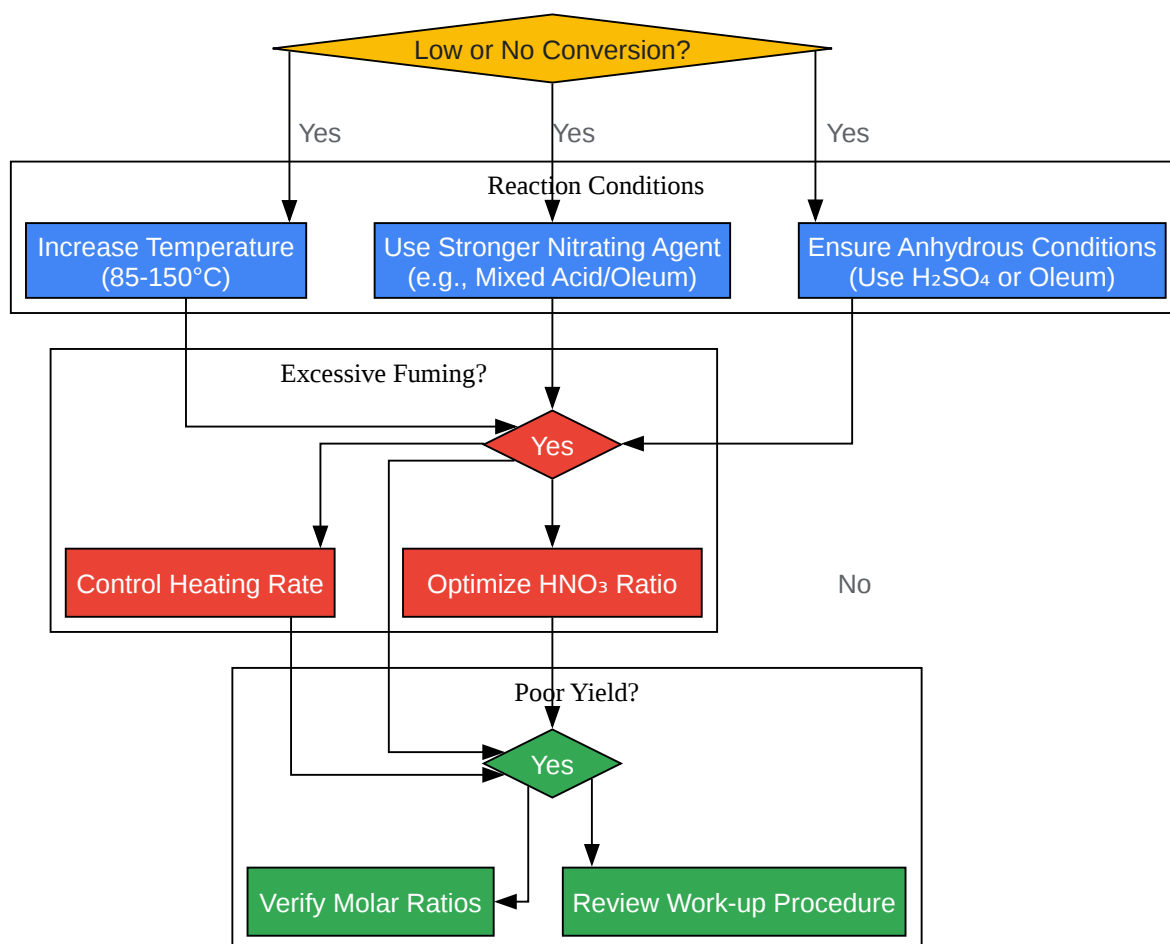 Low or No Conversion?
Yes
Yes
Yes
Reaction Conditions
Increase Temperature
(85-150°C)
Use Stronger Nitrating Agent
(e.g., Mixed Acid/Oleum)
Ensure Anhydrous Conditions
(Use H₂SO₄ or Oleum)
Excessive Fuming?
Yes
Control Heating Rate
Optimize HNO₃ Ratio
No
Poor Yield?
Yes
Verify Molar Ratios
Review Work-up Procedure